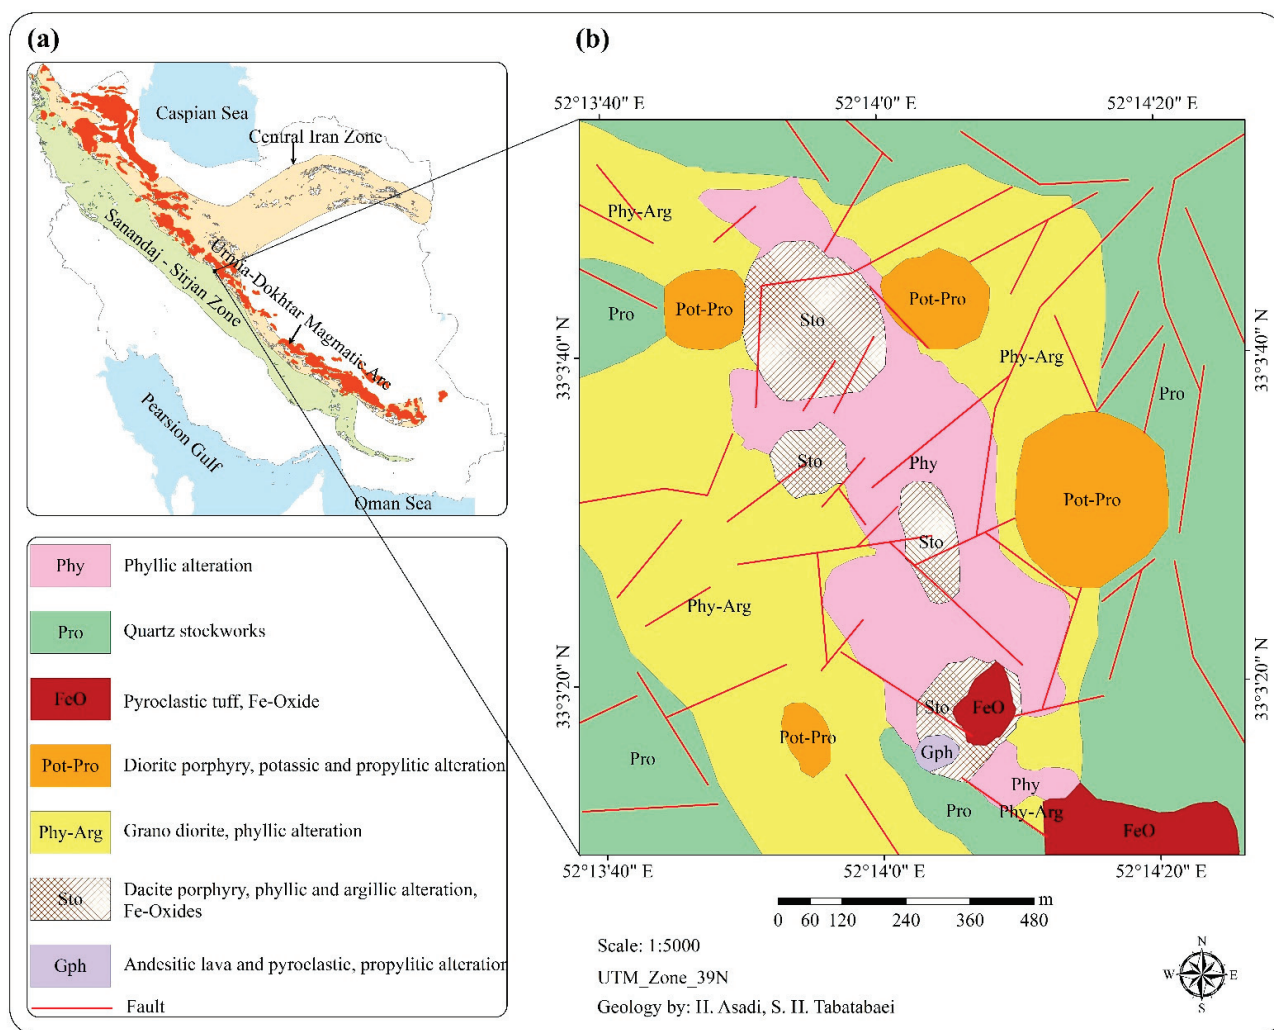 (a)
Caspian Sea
Central Iran Zone
Sanandaj - Sirjan Zone
Urmia-Dokhtar Magmatic Arc
Pearsion Gulf
Oman Sea
Phy Phyllic alteration
Pro Quartz stockworks
FeO Pyroclastic tuff, Fe-Oxide
Pot-Pro Diorite porphyry, potassic and propylitic alteration
Phy-Arg Grano diorite, phyllic alteration
Sto Dacite porphyry, phyllic and argillic alteration,
Fe-Oxides
Gph Andesitic lava and pyroclastic, propylitic alteration
Fault
(b)
52°13'40" E 52°14'0" E 52°14'20" E
33°3'40" N
33°3'20" N
33°3'40" N
33°3'20" N
Phy-Arg
Pro
Pot-Pro
Sto
Pot-Pro
Phy-Arg
Pro
Sto
Phy
Pot-Pro
Sto
Phy-Arg
Sto
FeO
Pot-Pro
Gph
Pro
Phy
Pro
Phy-Arg
FeO
52°13'40" E 52°14'0" E 52°14'20" E
m
0 60 120 240 360 480
Scale: 1:5000
UTM_Zone_39N
Geology by: H. Asadi, S. H. Tabatabaei
N
W E
S